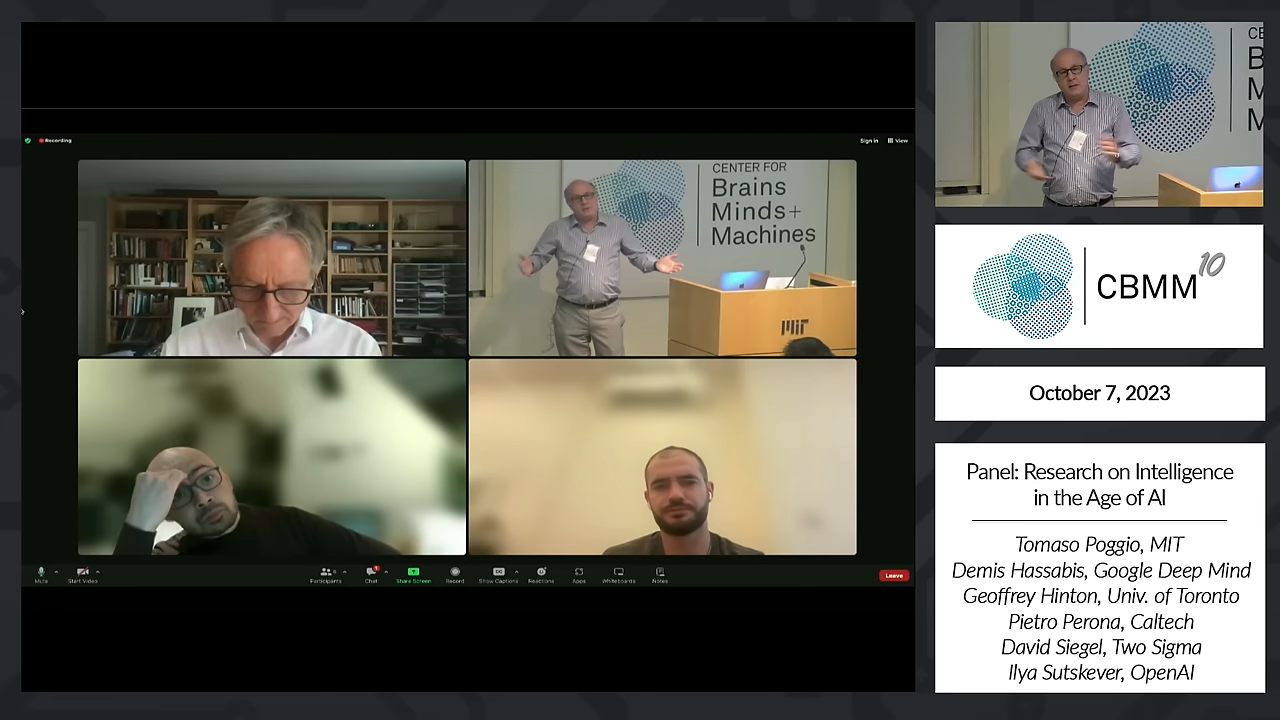 Recording
Sign in
View
CENTER FOR
Brains
Minds+
Machines
MIT
Mute
Start Video
Participants
6
Chat
1
Share Screen
Record
Show Captions
Reactions
Apps
Whiteboards
Notes
Leave
CE
B
M
M
CBMM
10
October 7, 2023
Panel: Research on Intelligence
in the Age of AI
Tomaso Poggio, MIT
Demis Hassabis, Google Deep Mind
Geoffrey Hinton, Univ. of Toronto
Pietro Perona, Caltech
David Siegel, Two Sigma
Ilya Sutskever, OpenAI